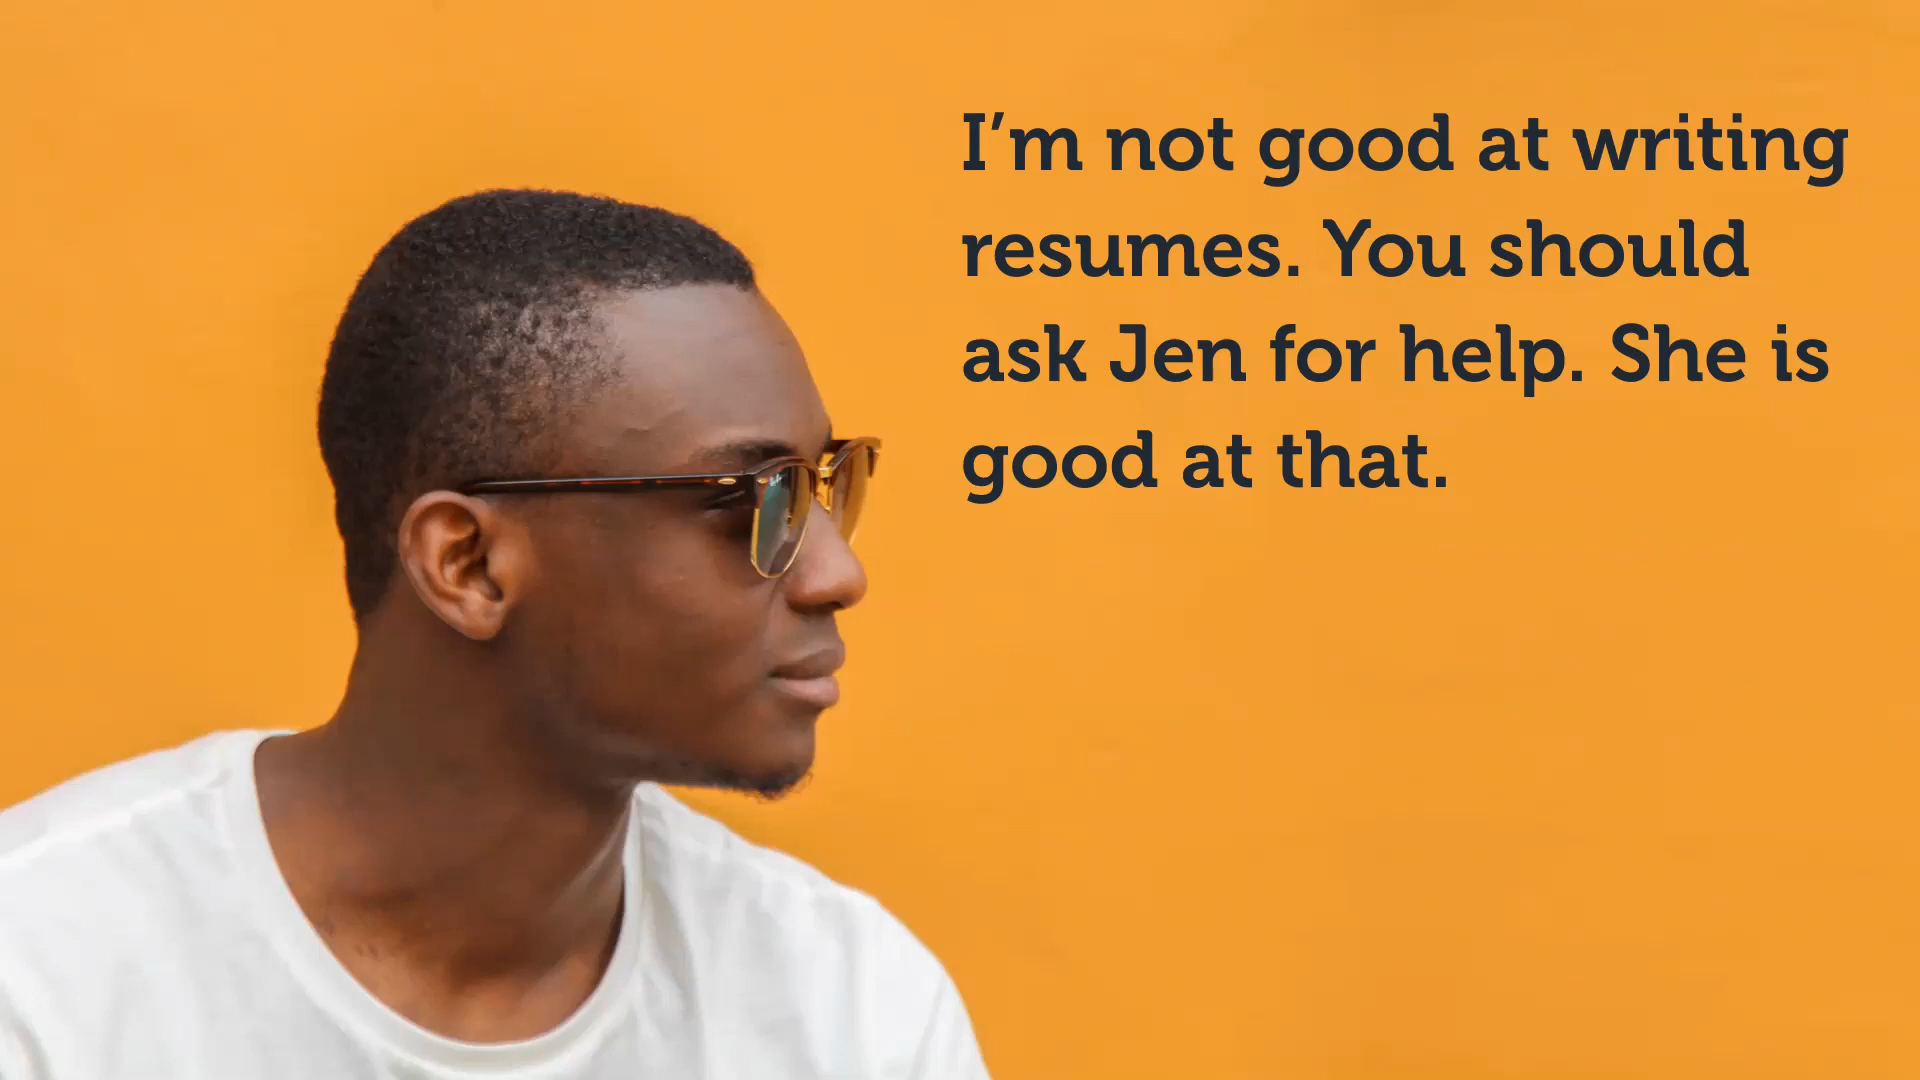 I’m not good at writing
resumes. You should
ask Jen for help. She is
good at that.